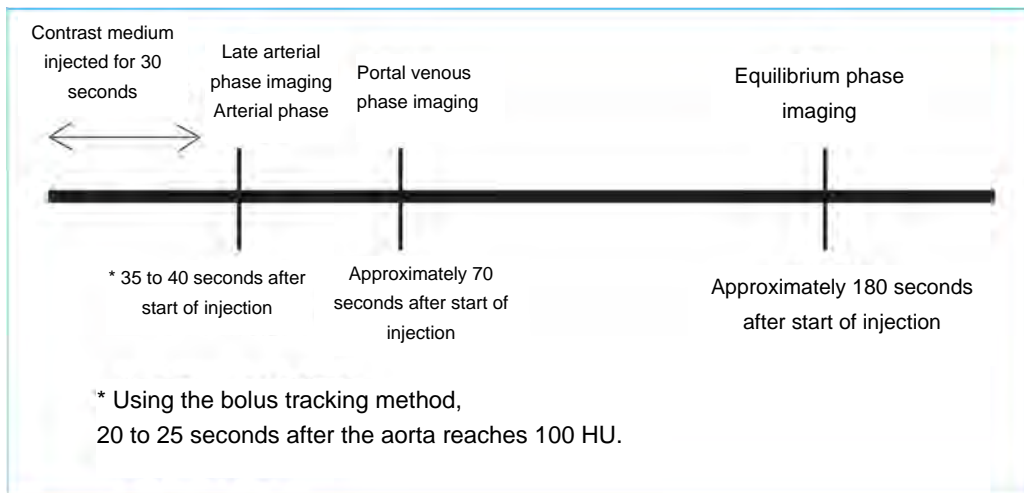 Contrast medium
injected for 30
seconds
Late arterial
phase imaging
Arterial phase
Portal venous
phase imaging
Equilibrium phase
imaging
* 35 to 40 seconds after
start of injection
Approximately 70
seconds after start of
injection
Approximately 180 seconds
after start of injection
* Using the bolus tracking method,
20 to 25 seconds after the aorta reaches 100 HU.